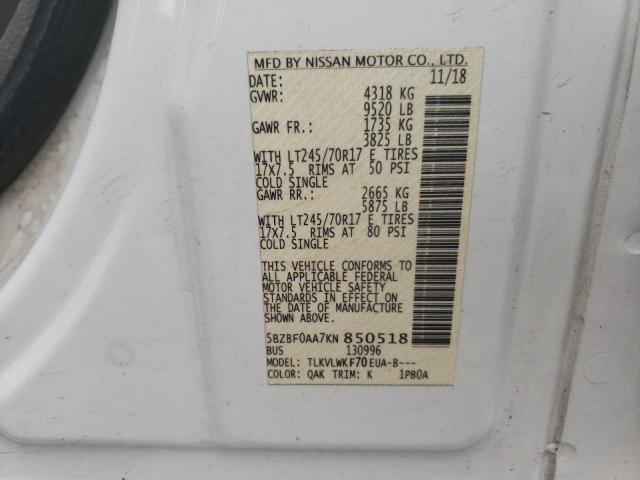 MFD BY NISSAN MOTOR CO., LTD.
DATE: 11/18
GVWR: 4318 KG
9520 LB
GAWR FR.: 1735 KG
3825 LB
WITH LT245/70R17 E TIRES
17X7.5 RIMS AT 50 PSI
COLD SINGLE
GAWR RR.: 2665 KG
5875 LB
WITH LT245/70R17 E TIRES
17X7.5 RIMS AT 80 PSI
COLD SINGLE
THIS VEHICLE CONFORMS TO
ALL APPLICABLE FEDERAL
MOTOR VEHICLE SAFETY
STANDARDS IN EFFECT ON
THE DATE OF MANUFACTURE
SHOWN ABOVE.
5BZBF0AA7KN 850518
BUS 130996
MODEL: TLKVLWKF70EUA-B---
COLOR: QAK TRIM: K 1PB0A